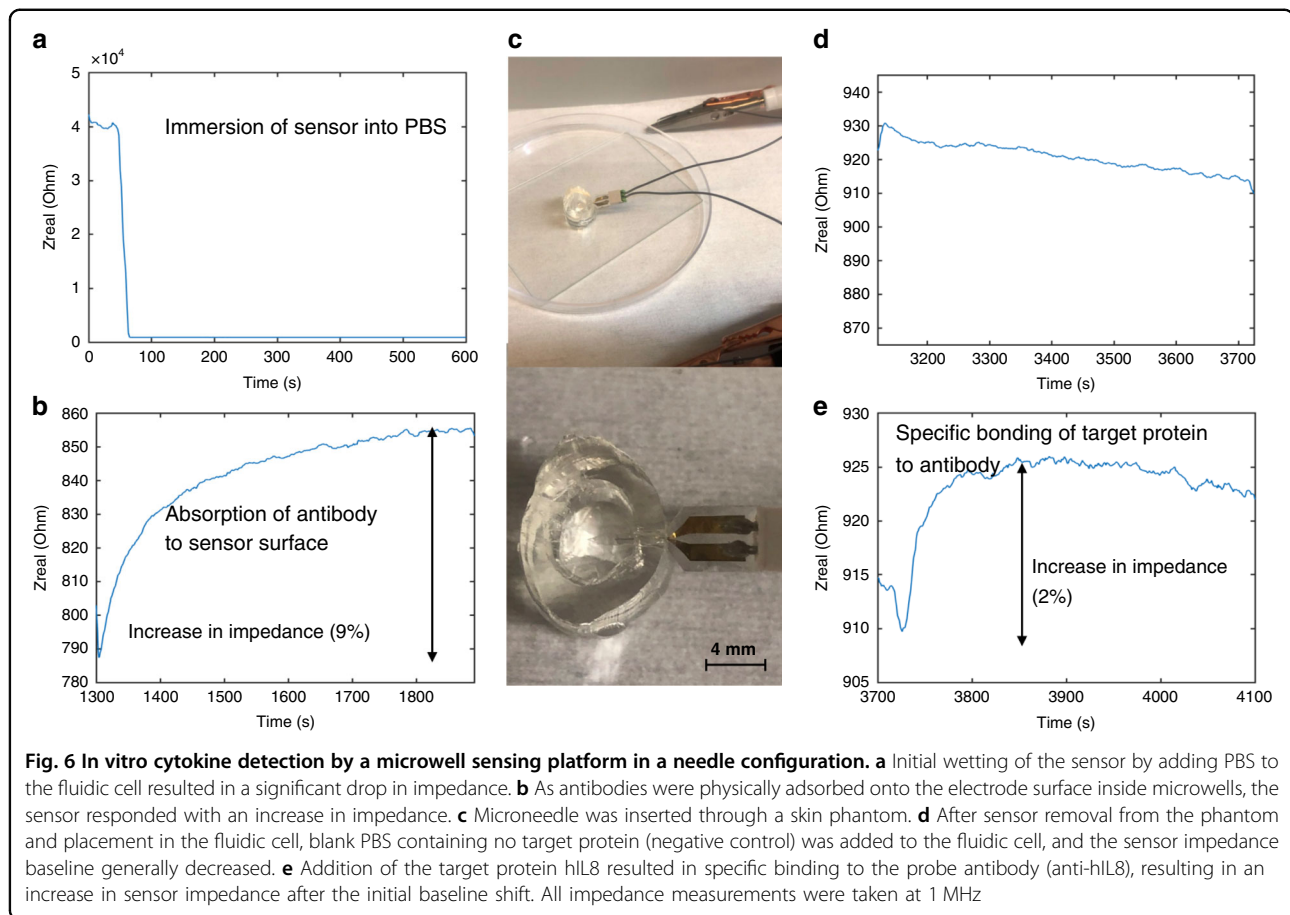 a
×10⁴
5
4
3
2
1
0
Zreal (Ohm)
Immersion of sensor into PBS
0 100 200 300 400 500 600
Time (s)
b
860
850
840
830
820
810
800
790
780
Zreal (Ohm)
Absorption of antibody
to sensor surface
Increase in impedance (9%)
1300 1400 1500 1600 1700 1800
Time (s)
c
4 mm
d
940
930
920
910
900
890
880
870
Zreal (Ohm)
3200 3300 3400 3500 3600 3700
Time (s)
e
930
925
920
915
910
905
Zreal (Ohm)
Specific bonding of target protein
to antibody
Increase in impedance
(2%)
3700 3800 3900 4000 4100
Time (s)
Fig. 6 In vitro cytokine detection by a microwell sensing platform in a needle configuration. a Initial wetting of the sensor by adding PBS to
the fluidic cell resulted in a significant drop in impedance. b As antibodies were physically adsorbed onto the electrode surface inside microwells, the
sensor responded with an increase in impedance. c Microneedle was inserted through a skin phantom. d After sensor removal from the phantom
and placement in the fluidic cell, blank PBS containing no target protein (negative control) was added to the fluidic cell, and the sensor impedance
baseline generally decreased. e Addition of the target protein hIL8 resulted in specific binding to the probe antibody (anti-hIL8), resulting in an
increase in sensor impedance after the initial baseline shift. All impedance measurements were taken at 1 MHz